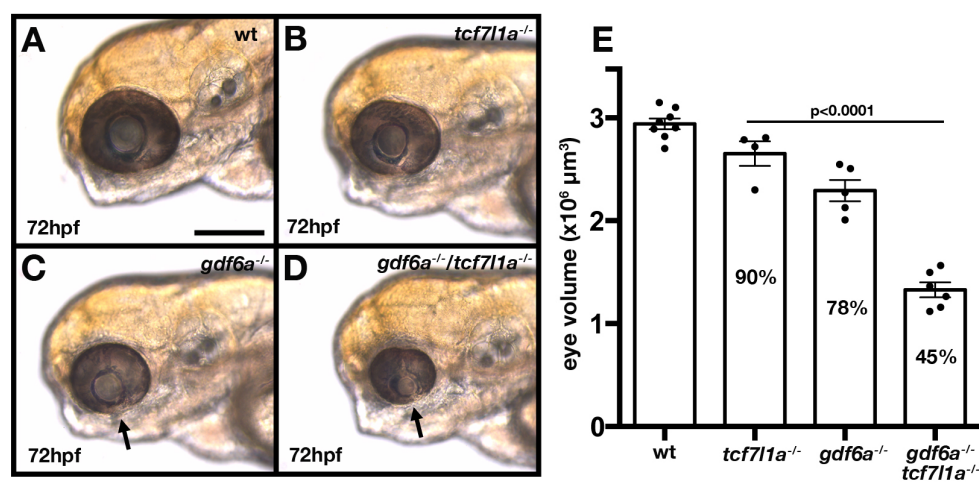 A
wt
72hpf
B
tcf7l1a-/-
72hpf
C
gdf6a-/-
72hpf
D
gdf6a-/-/tcf7l1a-/-
72hpf
E
eye volume (x10⁶ µm³)
3
2
1
0
p<0.0001
90%
78%
45%
wt
tcf7l1a-/-
gdf6a-/-
gdf6a-/-
tcf7l1a-/-